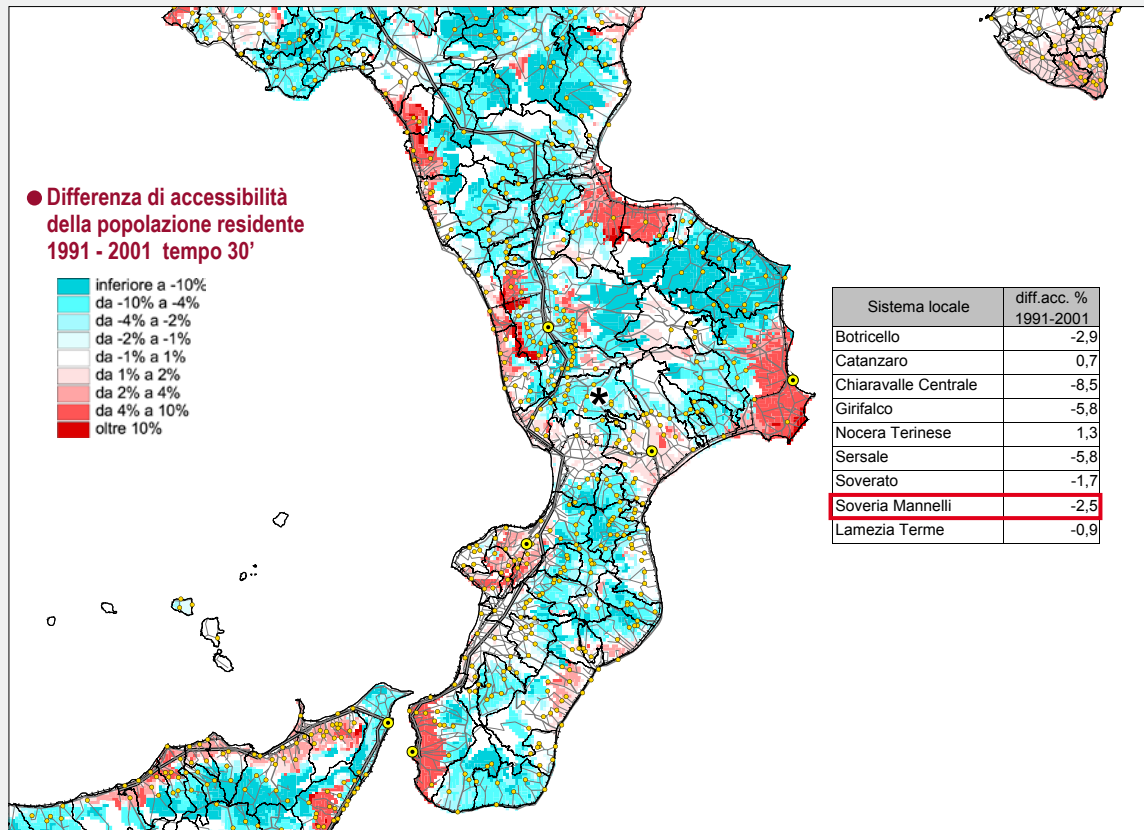 Differenza di accessibilità
della popolazione residente
1991 - 2001 tempo 30'
inferiore a -10%
da -10% a -4%
da -4% a -2%
da -2% a -1%
da -1% a 1%
da 1% a 2%
da 2% a 4%
da 4% a 10%
oltre 10%
*
Sistema locale diff.acc. %
1991-2001
Botricello -2,9
Catanzaro 0,7
Chiaravalle Centrale -8,5
Girifalco -5,8
Nocera Terinese 1,3
Sersale -5,8
Soverato -1,7
Soveria Mannelli -2,5
Lamezia Terme -0,9